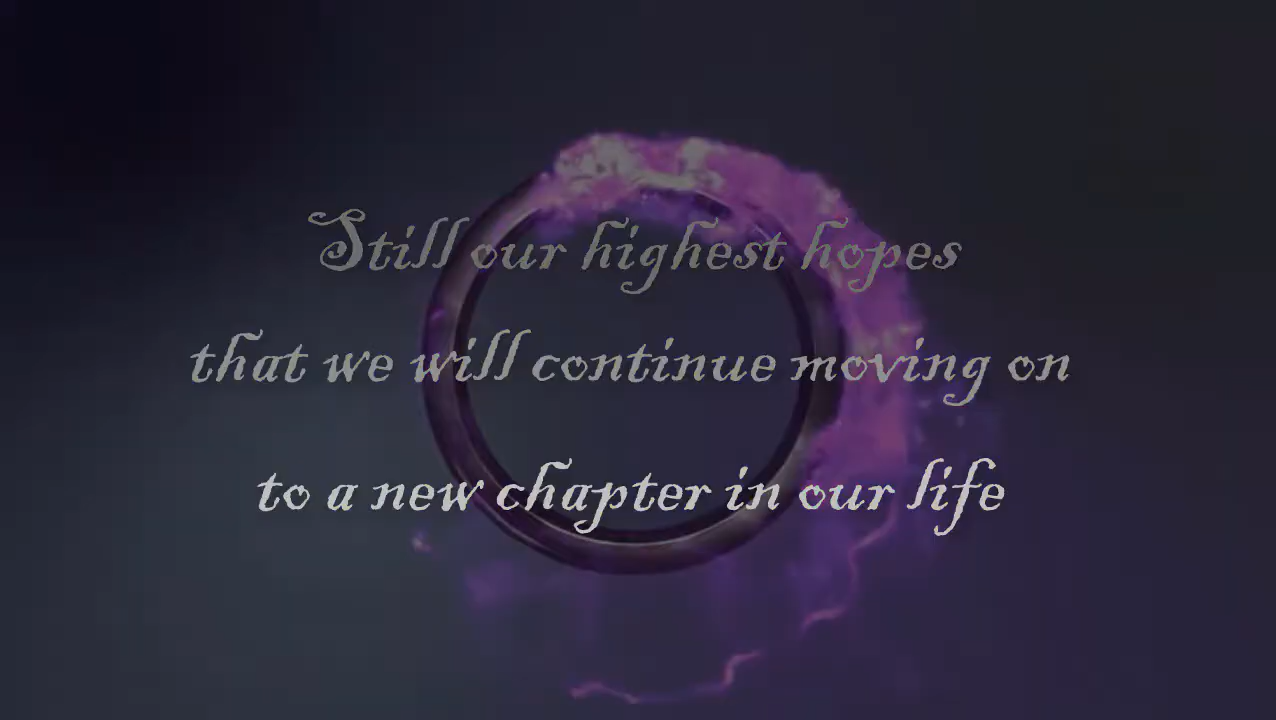 Still our highest hopes
that we will continue moving on
to a new chapter in our life